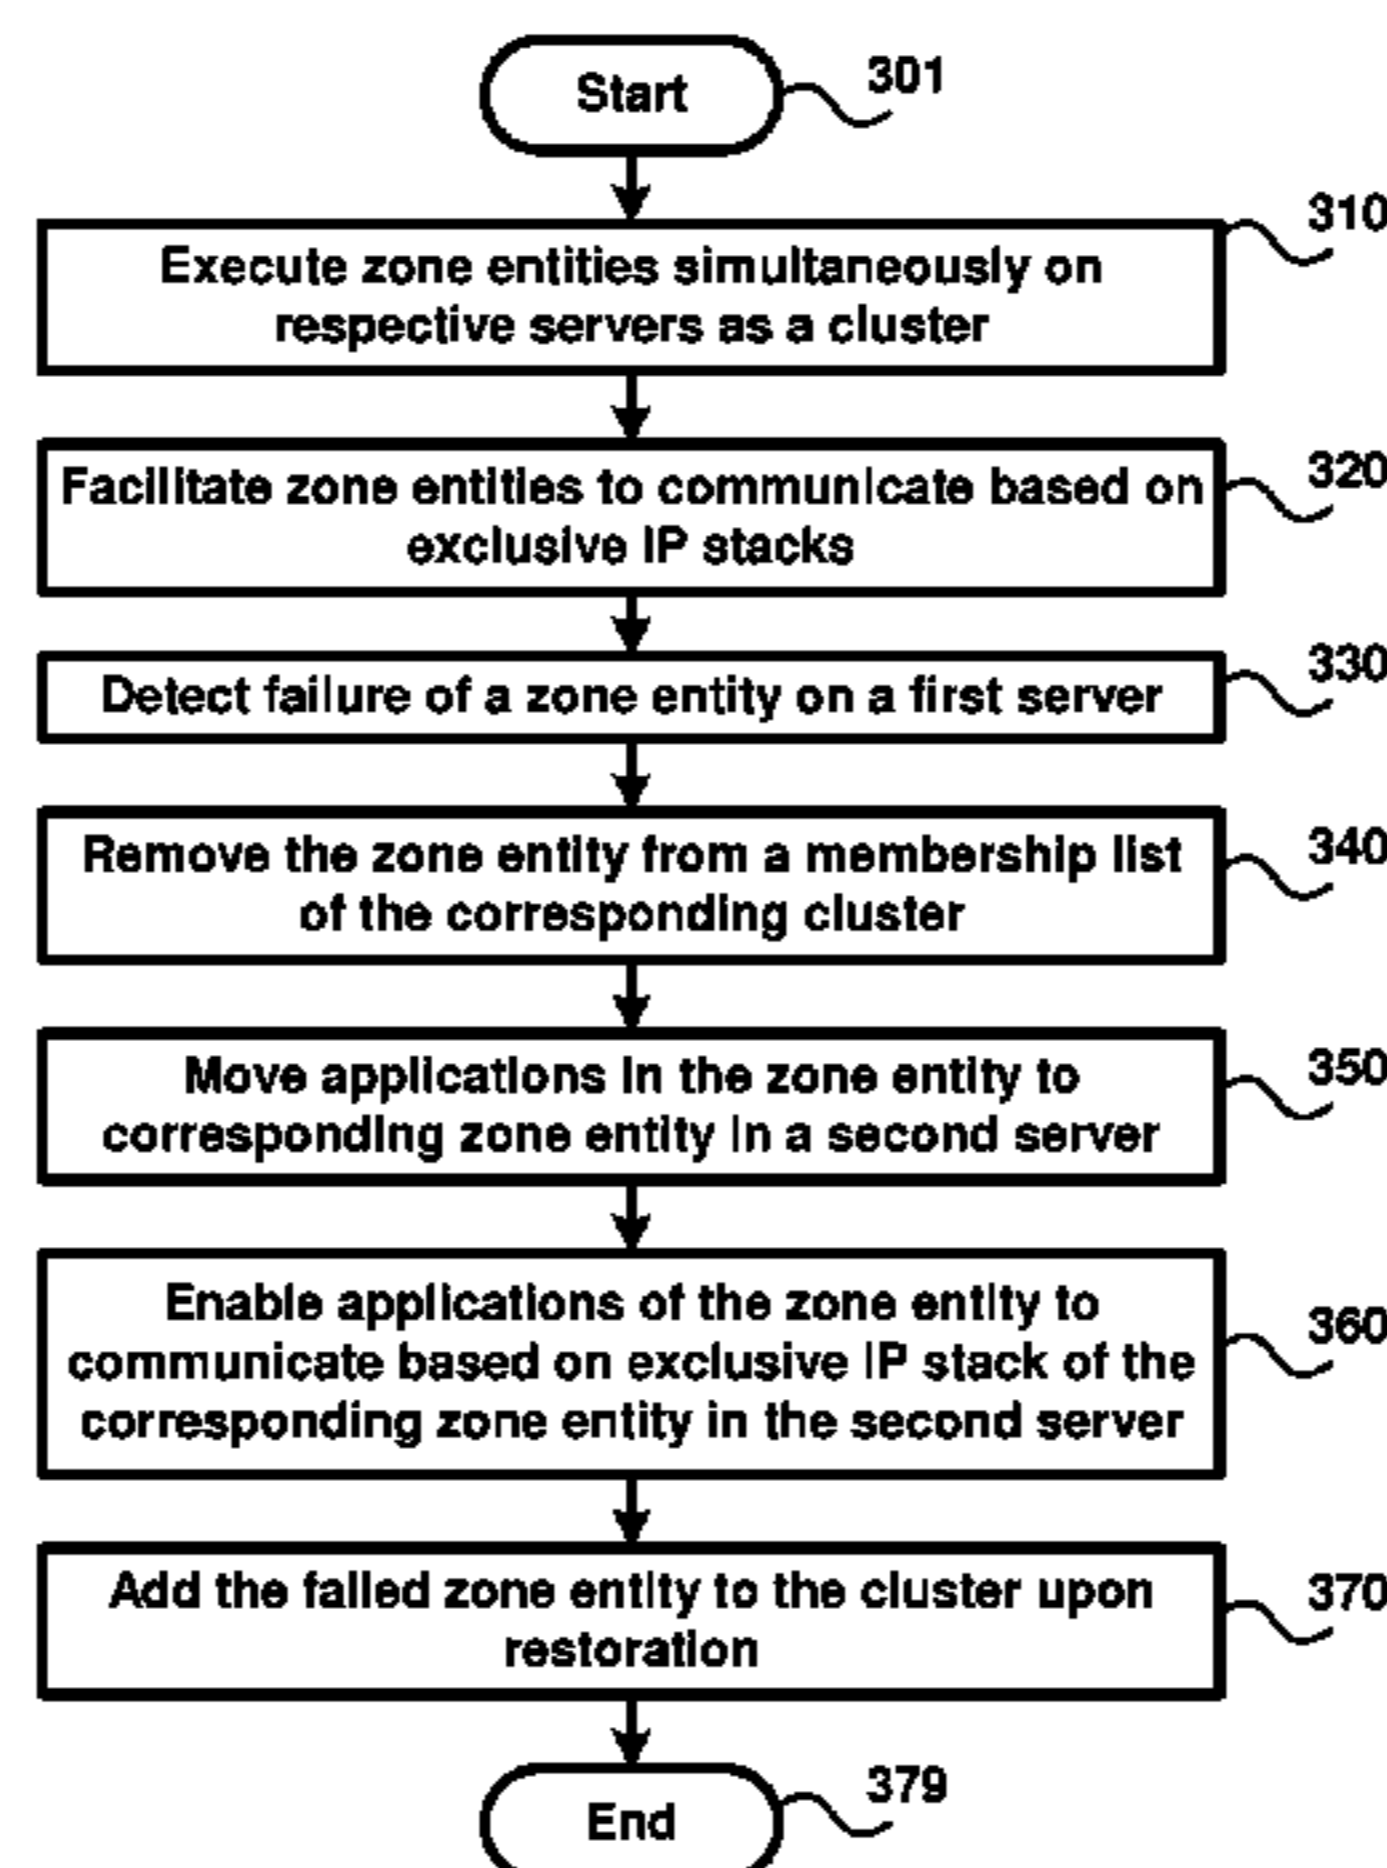 Start
301
310
Execute zone entities simultaneously on
respective servers as a cluster
320
Facilitate zone entities to communicate based on
exclusive IP stacks
330
Detect failure of a zone entity on a first server
340
Remove the zone entity from a membership list
of the corresponding cluster
350
Move applications in the zone entity to
corresponding zone entity in a second server
360
Enable applications of the zone entity to
communicate based on exclusive IP stack of the
corresponding zone entity in the second server
370
Add the failed zone entity to the cluster upon
restoration
379
End